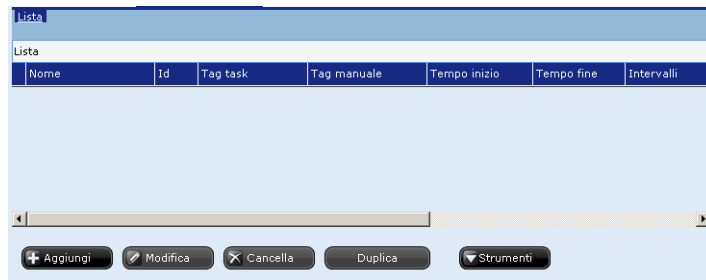 Lista
Lista
Nome Id Tag task Tag manuale Tempo inizio Tempo fine Intervalli
Aggiungi Modifica Cancella Duplica Strumenti